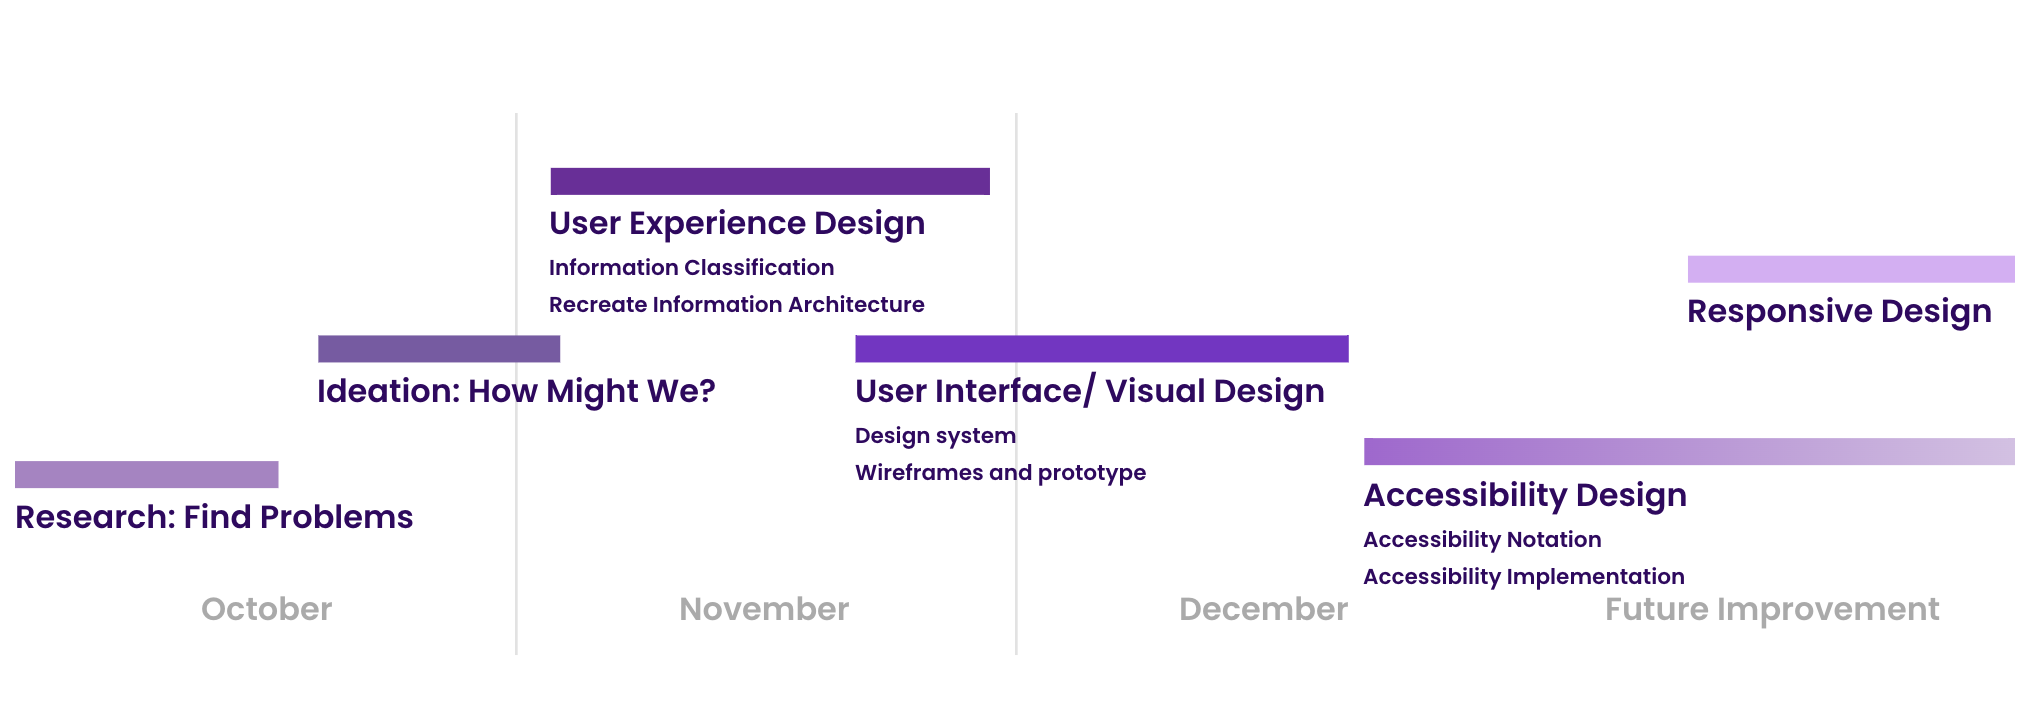 User Experience Design
Information Classification
Recreate Information Architecture
Responsive Design
Ideation: How Might We?
User Interface/ Visual Design
Design system
Wireframes and prototype
Research: Find Problems
Accessibility Design
Accessibility Notation
Accessibility Implementation
October
November
December
Future Improvement